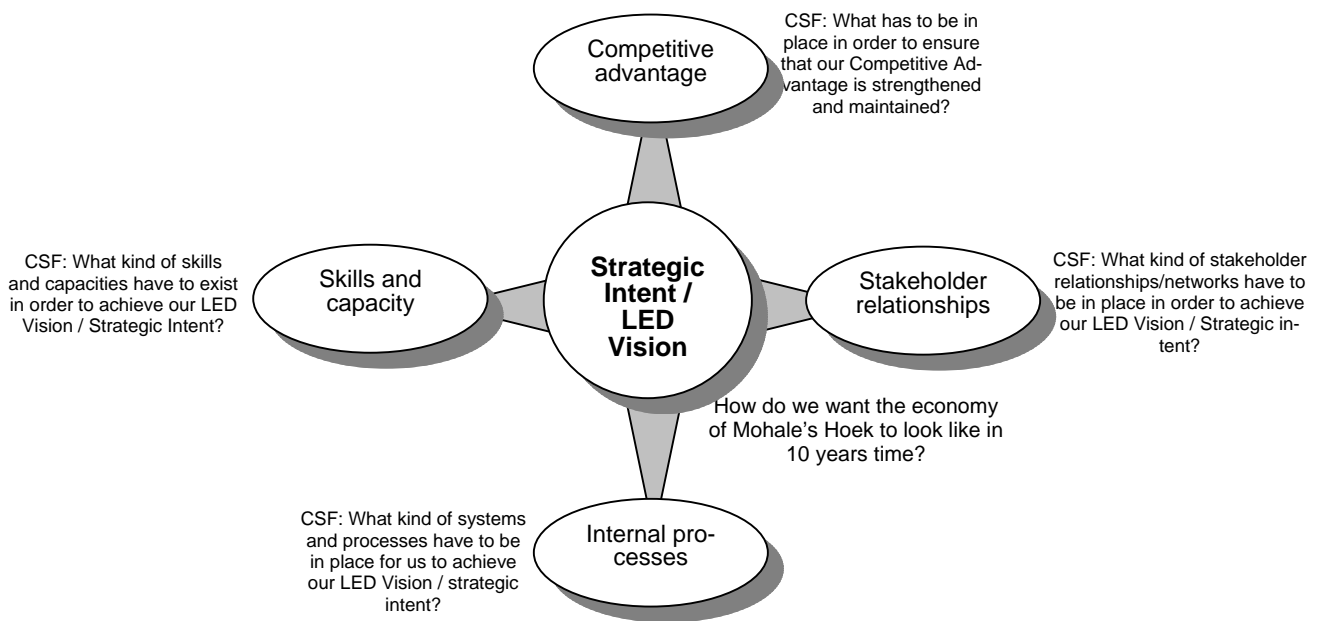 Competitive
advantage
CSF: What has to be in
place in order to ensure
that our Competitive Ad-
vantage is strengthened
and maintained?
CSF: What kind of skills
and capacities have to exist
in order to achieve our LED
Vision / Strategic Intent?
Skills and
capacity
Strategic
Intent /
LED
Vision
Stakeholder
relationships
CSF: What kind of stakeholder
relationships/networks have to
be in place in order to achieve
our LED Vision / Strategic in-
tent?
How do we want the economy
of Mohale's Hoek to look like in
10 years time?
CSF: What kind of systems
and processes have to be
in place for us to achieve
our LED Vision / strategic
intent?
Internal pro-
cesses